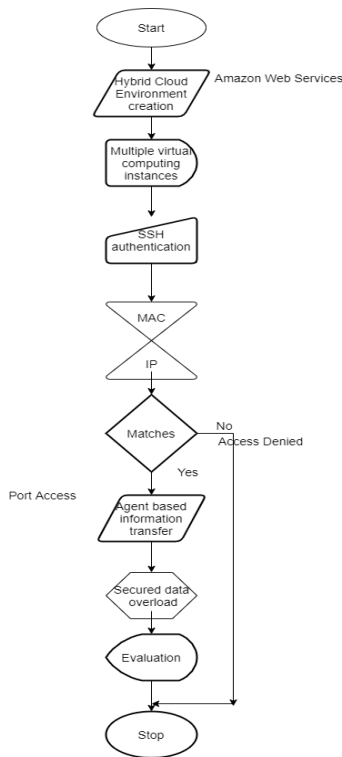 Start
Hybrid Cloud
Environment
creation
Amazon Web Services
Multiple virtual
computing
instances
SSH
authentication
MAC
IP
Matches
No
Access Denied
Yes
Port Access
Agent based
information
transfer
Secured data
overload
Evaluation
Stop